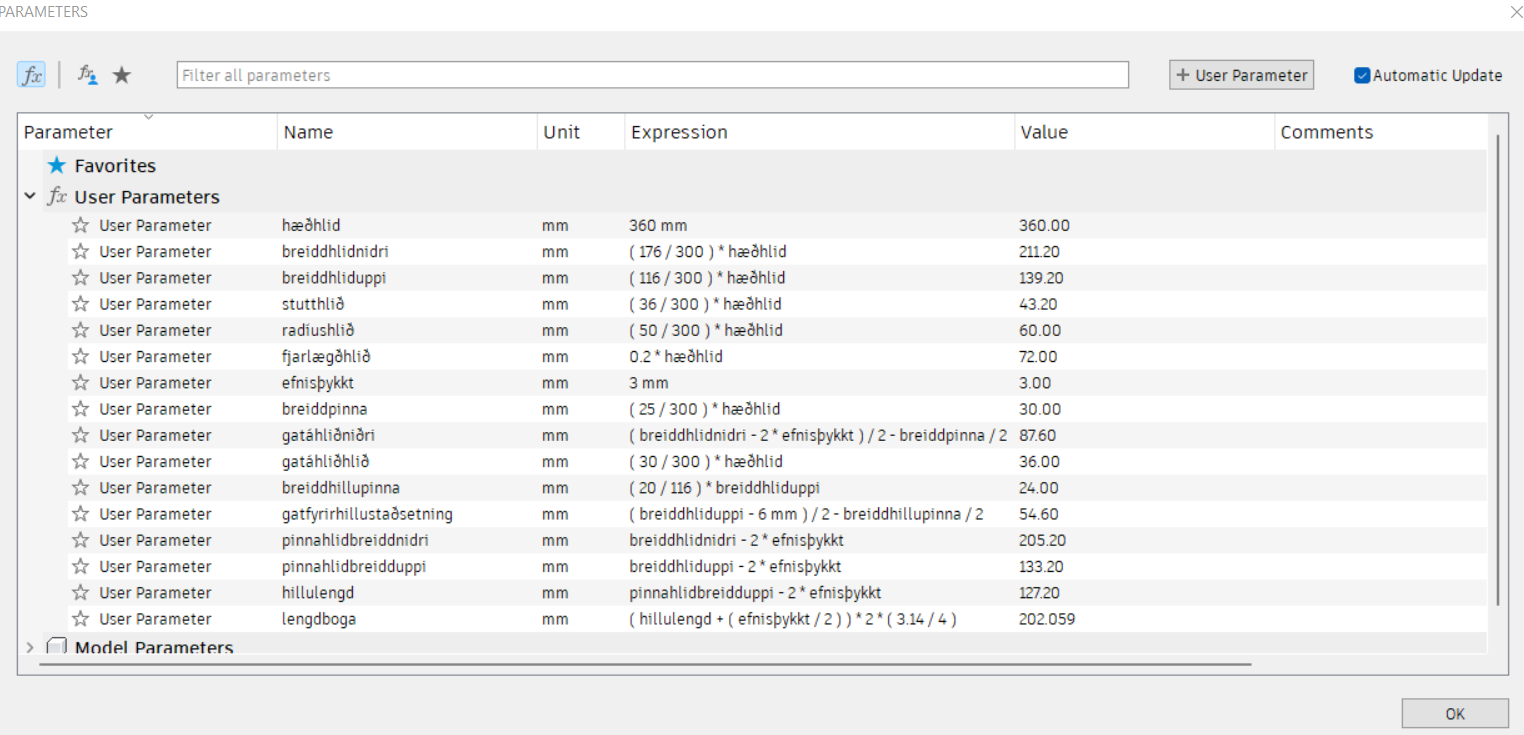 PARAMETERS
fx fx Filter all parameters + User Parameter Automatic Update
Parameter Name Unit Expression Value Comments
Favorites
fx User Parameters
User Parameter hæðhlid mm 360 mm 360.00
User Parameter breiddhlidnidri mm ( 176 / 300 ) * hæðhlid 211.20
User Parameter breiddhliduppi mm ( 116 / 300 ) * hæðhlid 139.20
User Parameter stutthlið mm ( 36 / 300 ) * hæðhlid 43.20
User Parameter radíushlið mm ( 50 / 300 ) * hæðhlid 60.00
User Parameter fjarlægðhlið mm 0.2 * hæðhlid 72.00
User Parameter efnisþykkt mm 3 mm 3.00
User Parameter breiddpinna mm ( 25 / 300 ) * hæðhlid 30.00
User Parameter gatáhliðniðri mm ( breiddhlidnidri - 2 * efnisþykkt ) / 2 - breiddpinna / 2 87.60
User Parameter gatáhliðhlið mm ( 30 / 300 ) * hæðhlid 36.00
User Parameter breiddhillupinna mm ( 20 / 116 ) * breiddhliduppi 24.00
User Parameter gatfyrirhillustaðsetning mm ( breiddhliduppi - 6 mm ) / 2 - breiddhillupinna / 2 54.60
User Parameter pinnahlidbreiddnidri mm breiddhlidnidri - 2 * efnisþykkt 205.20
User Parameter pinnahlidbreidduppi mm breiddhliduppi - 2 * efnisþykkt 133.20
User Parameter hillulengd mm pinnahlidbreidduppi - 2 * efnisþykkt 127.20
User Parameter lengdboga mm ( hillulengd + ( efnisþykkt / 2 ) ) * 2 * ( 3.14 / 4 ) 202.059
Model Parameters
OK